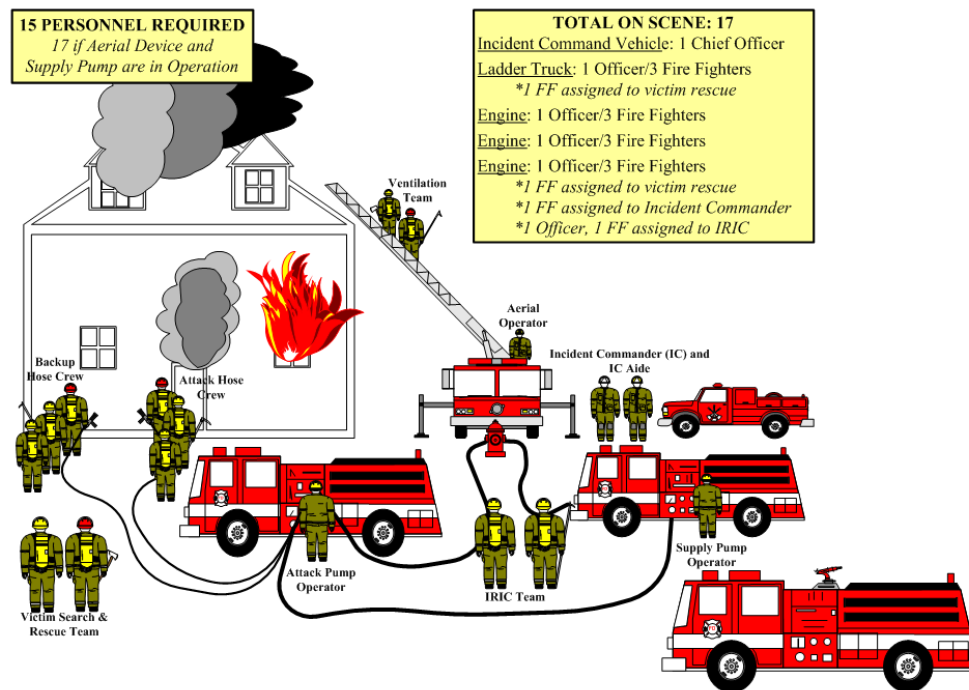 15 PERSONNEL REQUIRED
17 if Aerial Device and
Supply Pump are in Operation
TOTAL ON SCENE: 17
Incident Command Vehicle: 1 Chief Officer
Ladder Truck: 1 Officer/3 Fire Fighters
*1 FF assigned to victim rescue
Engine: 1 Officer/3 Fire Fighters
Engine: 1 Officer/3 Fire Fighters
Engine: 1 Officer/3 Fire Fighters
*1 FF assigned to victim rescue
*1 FF assigned to Incident Commander
*1 Officer, 1 FF assigned to IRIC
Ventilation
Team
Aerial
Operator
Incident Commander (IC) and
IC Aide
Backup
Hose Crew
Attack Hose
Crew
Attack Pump
Operator
IRIC Team
Supply Pump
Operator
Victim Search &
Rescue Team